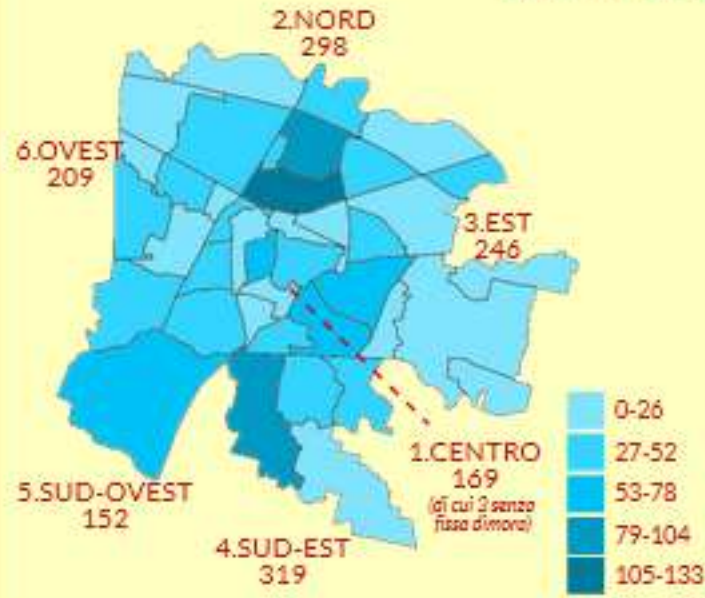 2.NORD
298
6.OVEST
209
3.EST
246
1.CENTRO
169
(di cui 3 senza
fissa dimora)
5.SUD-OVEST
152
4.SUD-EST
319
0-26
27-52
53-78
79-104
105-133